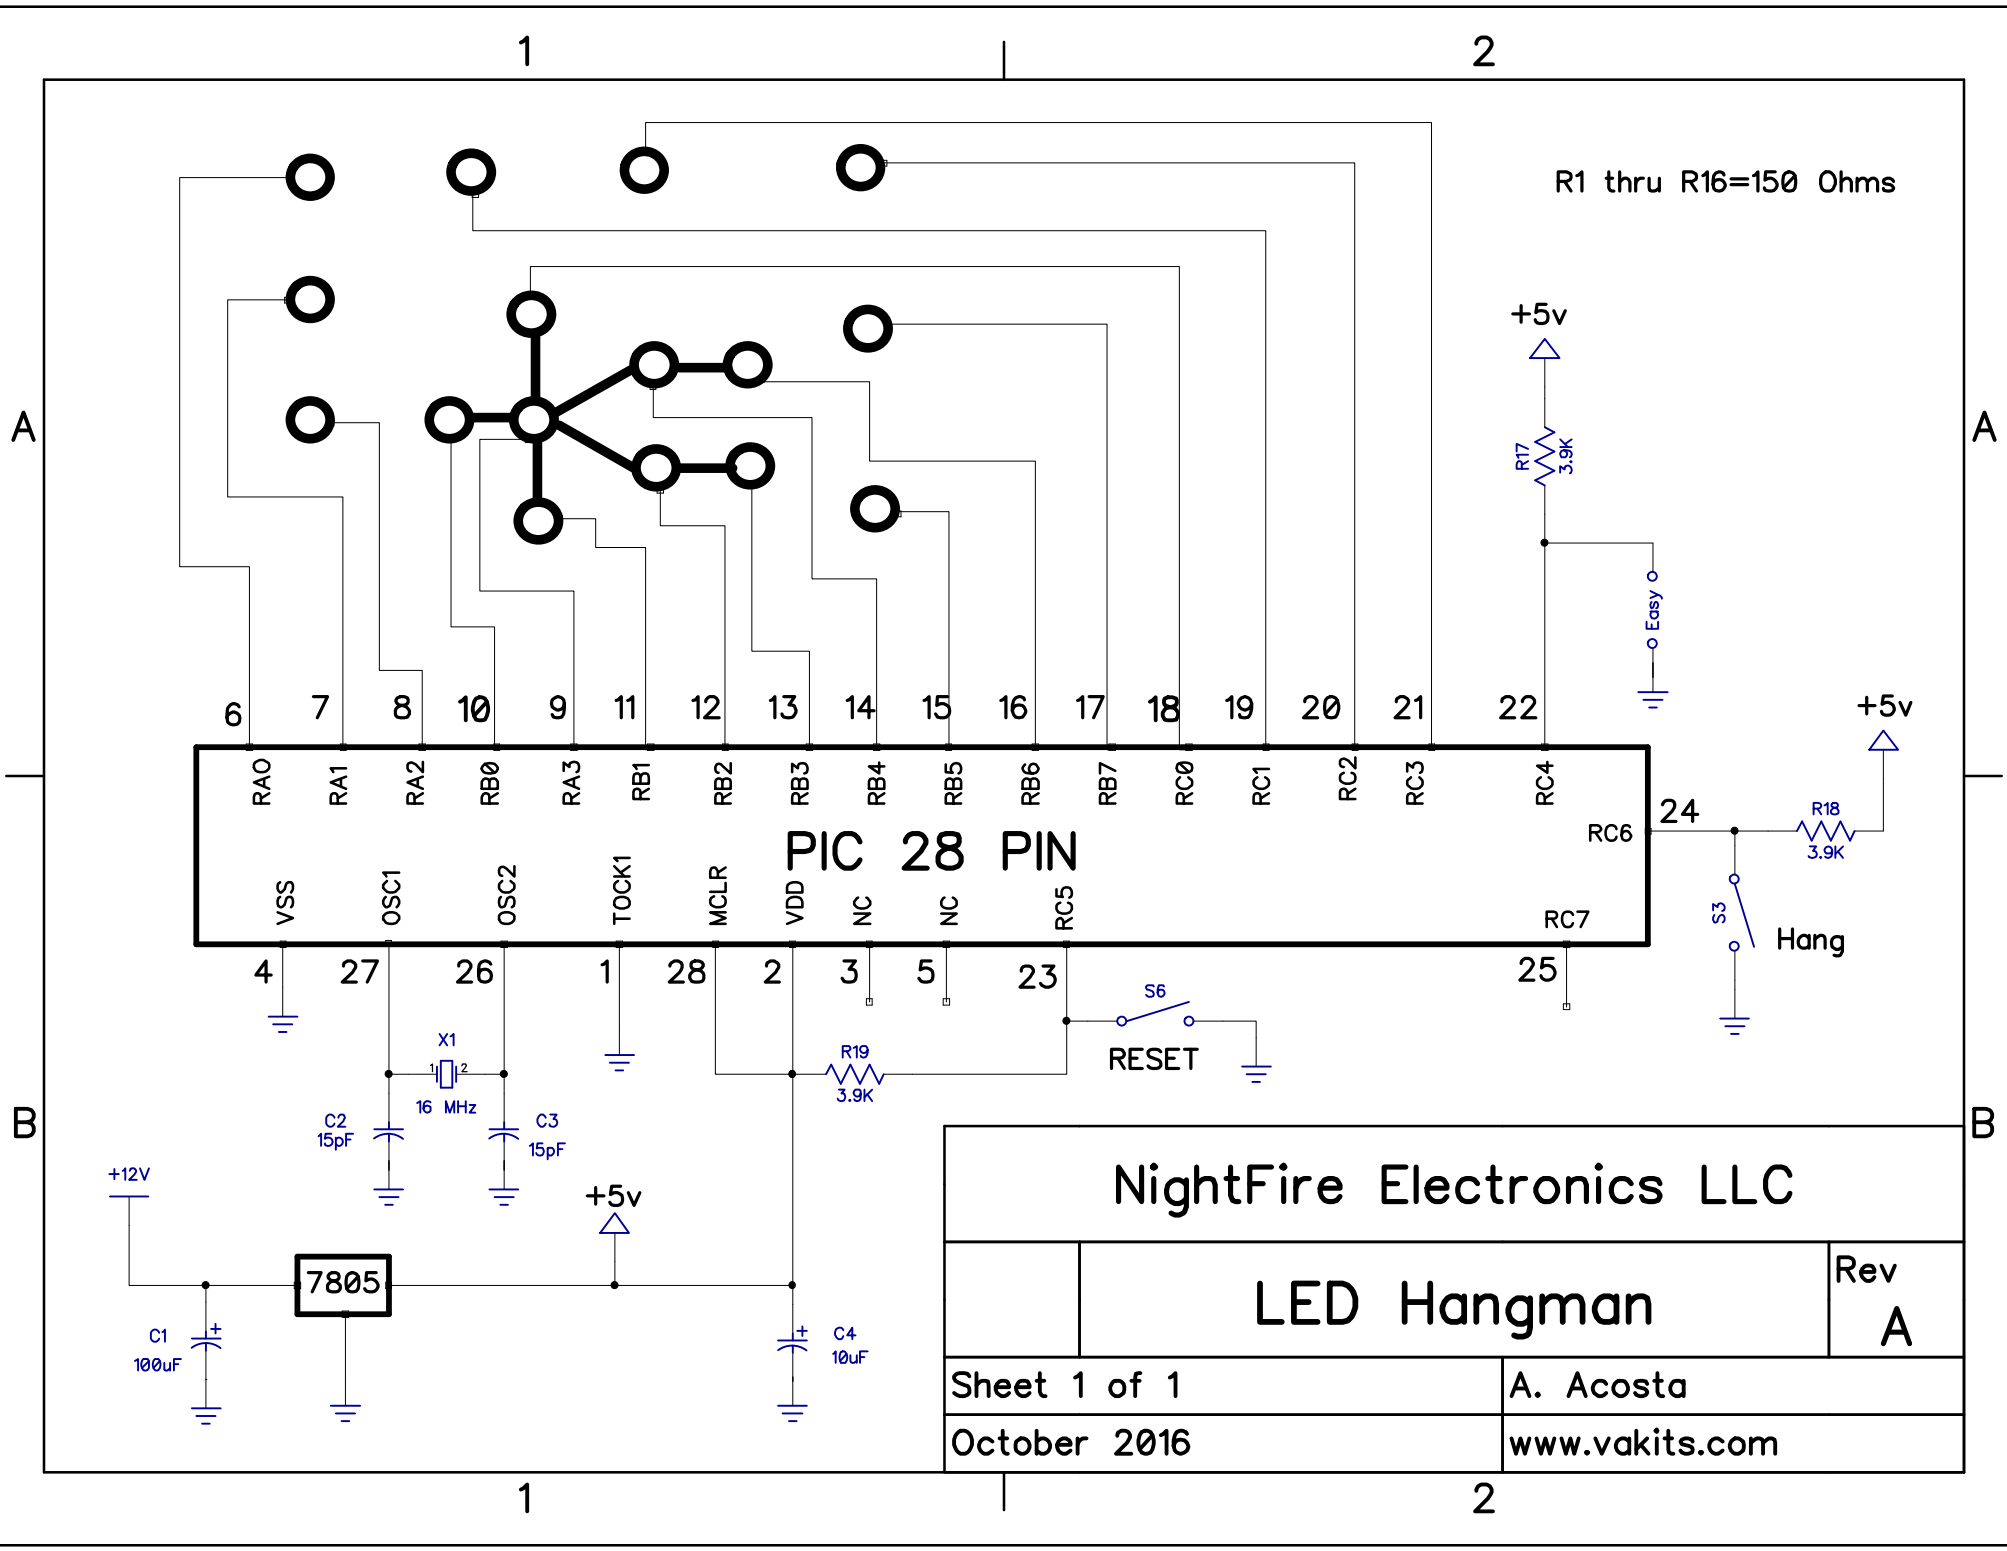 1
2
R1 thru R16=150 Ohms
+5v
A
A
R17
3.9K
Easy
6
7
8
10
9
11
12
13
14
15
16
17
18
19
20
21
22
+5v
RA0
RA1
RA2
RB0
RA3
RB1
RB2
RB3
RB4
RB5
RB6
RB7
RC0
RC1
RC2
RC3
RC4
24
R18
3.9K
RC6
PIC 28 PIN
VSS
OSC1
OSC2
TOCK1
MCLR
VDD
NC
NC
RC5
RC7
S3
Hang
4
27
26
1
28
2
3
5
23
25
S6
RESET
X1
1
2
16 MHz
R19
3.9K
B
B
C2
15pF
C3
15pF
+12V
+5v
7805
C1
+
100uF
+
C4
10uF
NightFire Electronics LLC
LED Hangman
Rev
A
Sheet 1 of 1
A. Acosta
October 2016
www.vakits.com
1
2